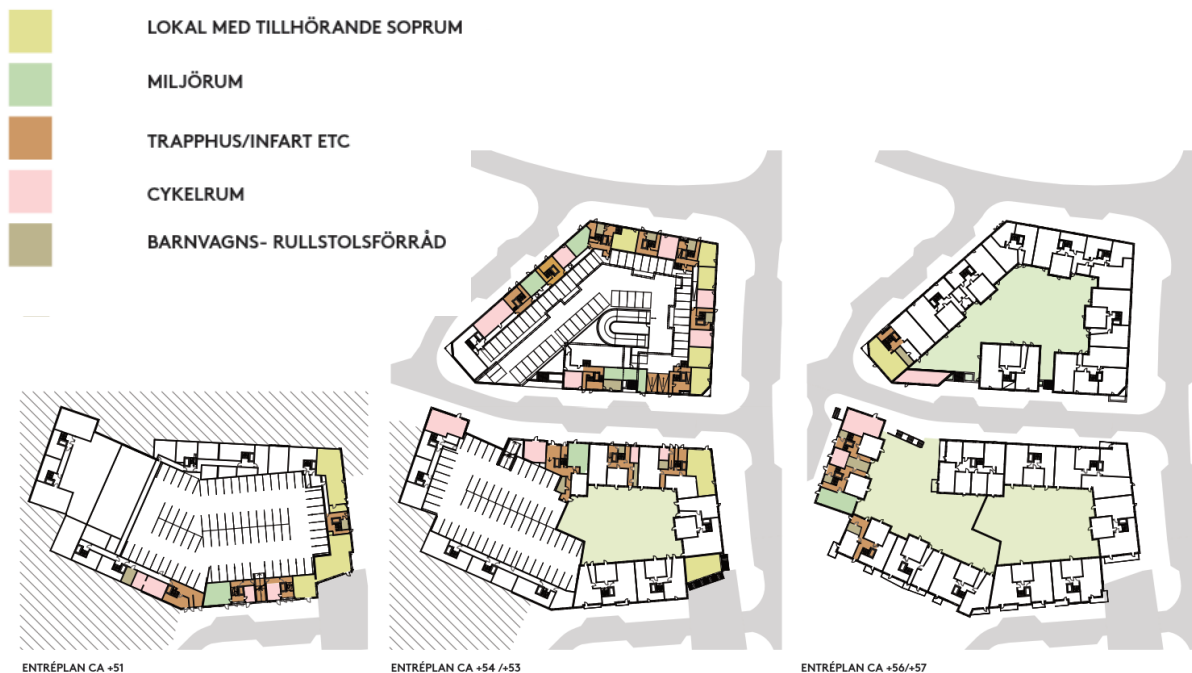 LOKAL MED TILLHÖRANDE SOPRUM
MILJÖRUM
TRAPPHUS/INFART ETC
CYKELRUM
BARNVAGNS- RULLSTOLSFÖRRÅD
ENTRÉPLAN CA +51
ENTRÉPLAN CA +54 /+53
ENTRÉPLAN CA +56/+57